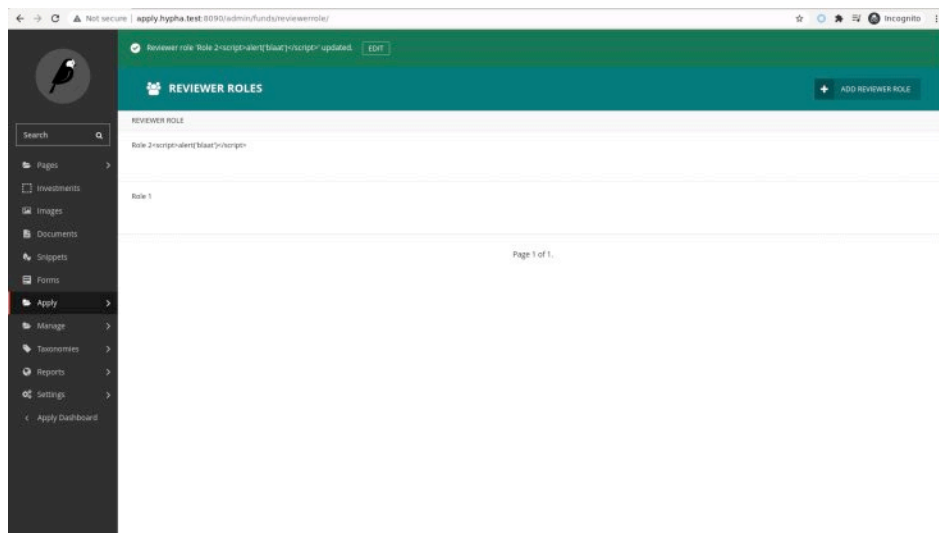 Not secure | apply.hypha.test:8090/admin/funds/reviewerrole/
Incognito
Reviewer role 'Role 2<script>alert('blaat')</script>' updated. EDIT
REVIEWER ROLES
ADD REVIEWER ROLE
Search
REVIEWER ROLE
Role 2<script>alert('blaat')</script>
Pages
Investments
Role 1
Images
Documents
Snippets
Page 1 of 1.
Forms
Apply
Manage
Taxonomies
Reports
Settings
Apply Dashboard